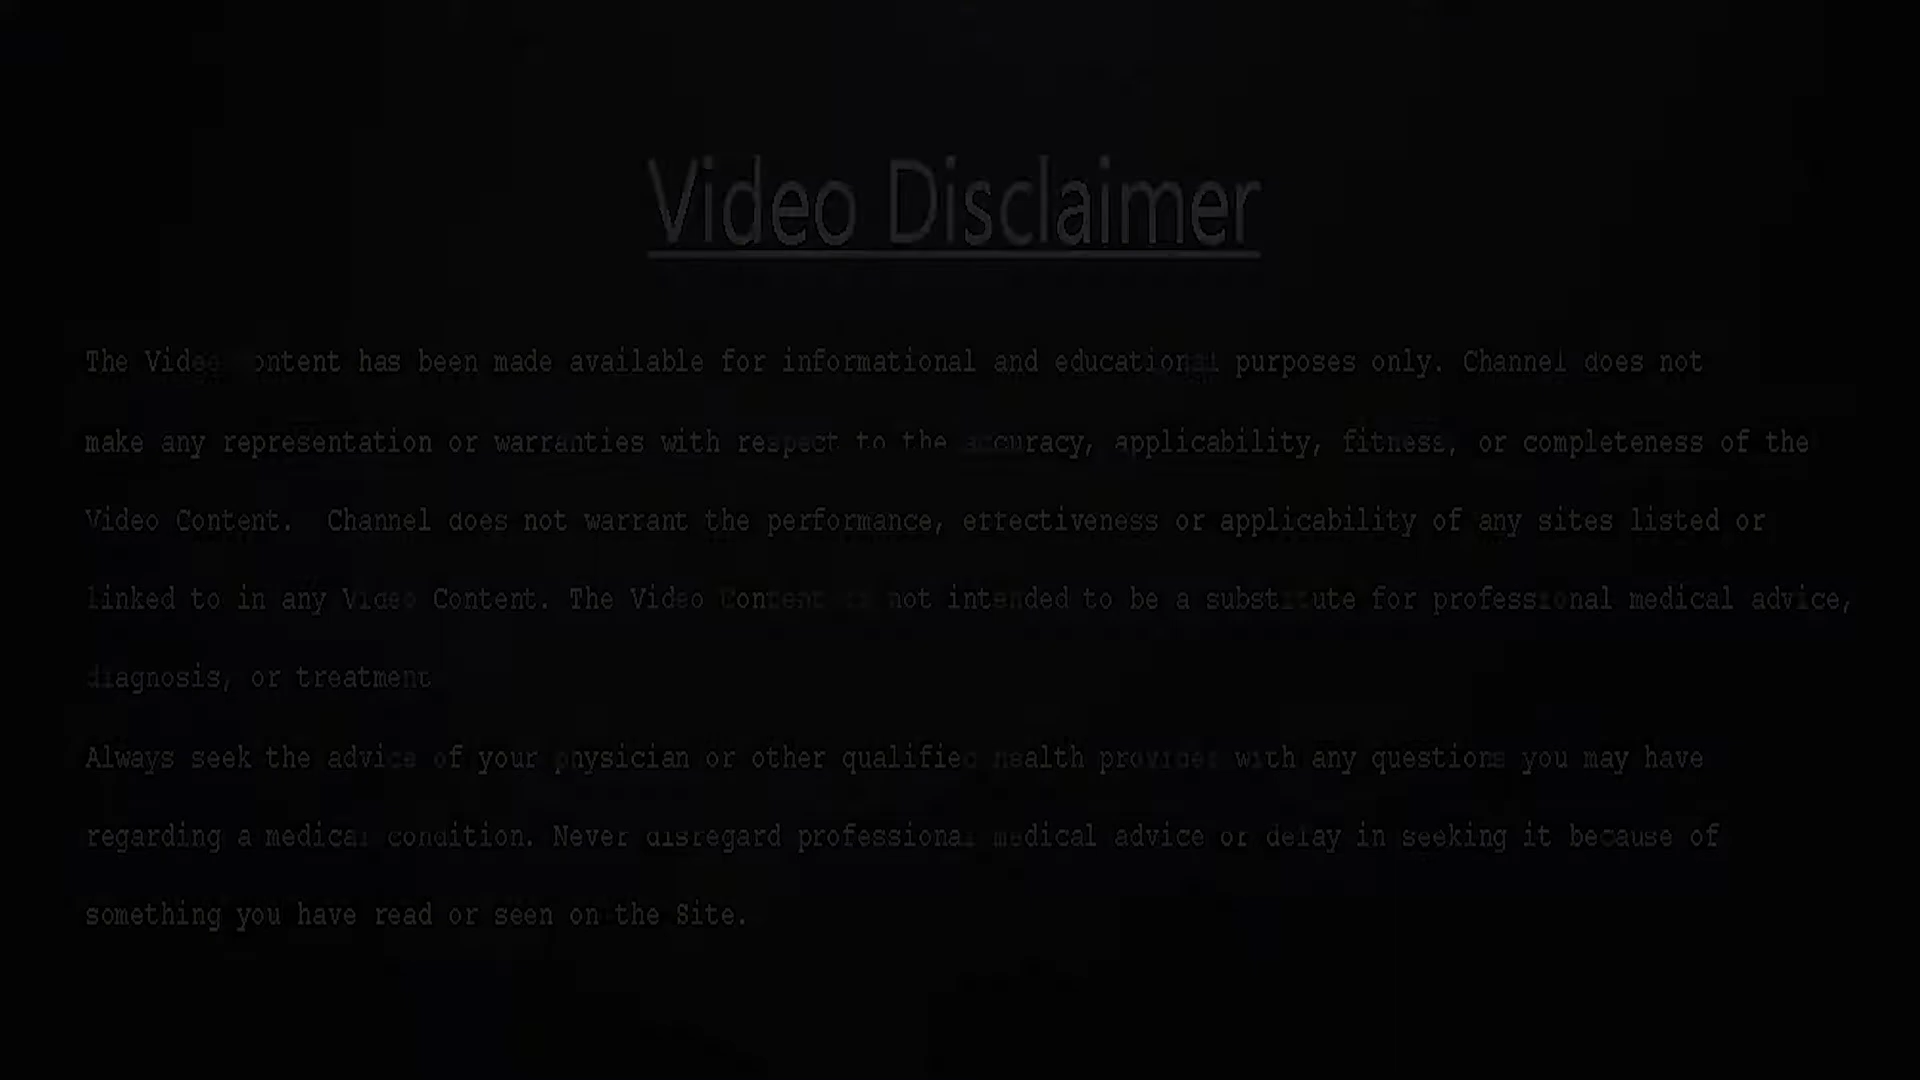 Video Disclaimer
The Video Content has been made available for informational and educational purposes only. Channel does not
make any representation or warranties with respect to the accuracy, applicability, fitness, or completeness of the
Video Content. Channel does not warrant the performance, effectiveness or applicability of any sites listed or
linked to in any Video Content. The Video Content is not intended to be a substitute for professional medical advice,
diagnosis, or treatment
Always seek the advice of your physician or other qualified health provider with any questions you may have
regarding a medical condition. Never disregard professional medical advice or delay in seeking it because of
something you have read or seen on the Site.